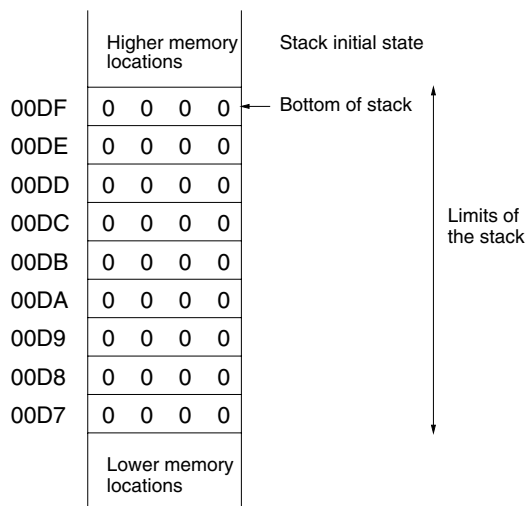 Higher memory
locations
Stack initial state
00DF 0 0 0 0
Bottom of stack
00DE 0 0 0 0
00DD 0 0 0 0
00DC 0 0 0 0
Limits of
the stack
00DB 0 0 0 0
00DA 0 0 0 0
00D9 0 0 0 0
00D8 0 0 0 0
00D7 0 0 0 0
Lower memory
locations